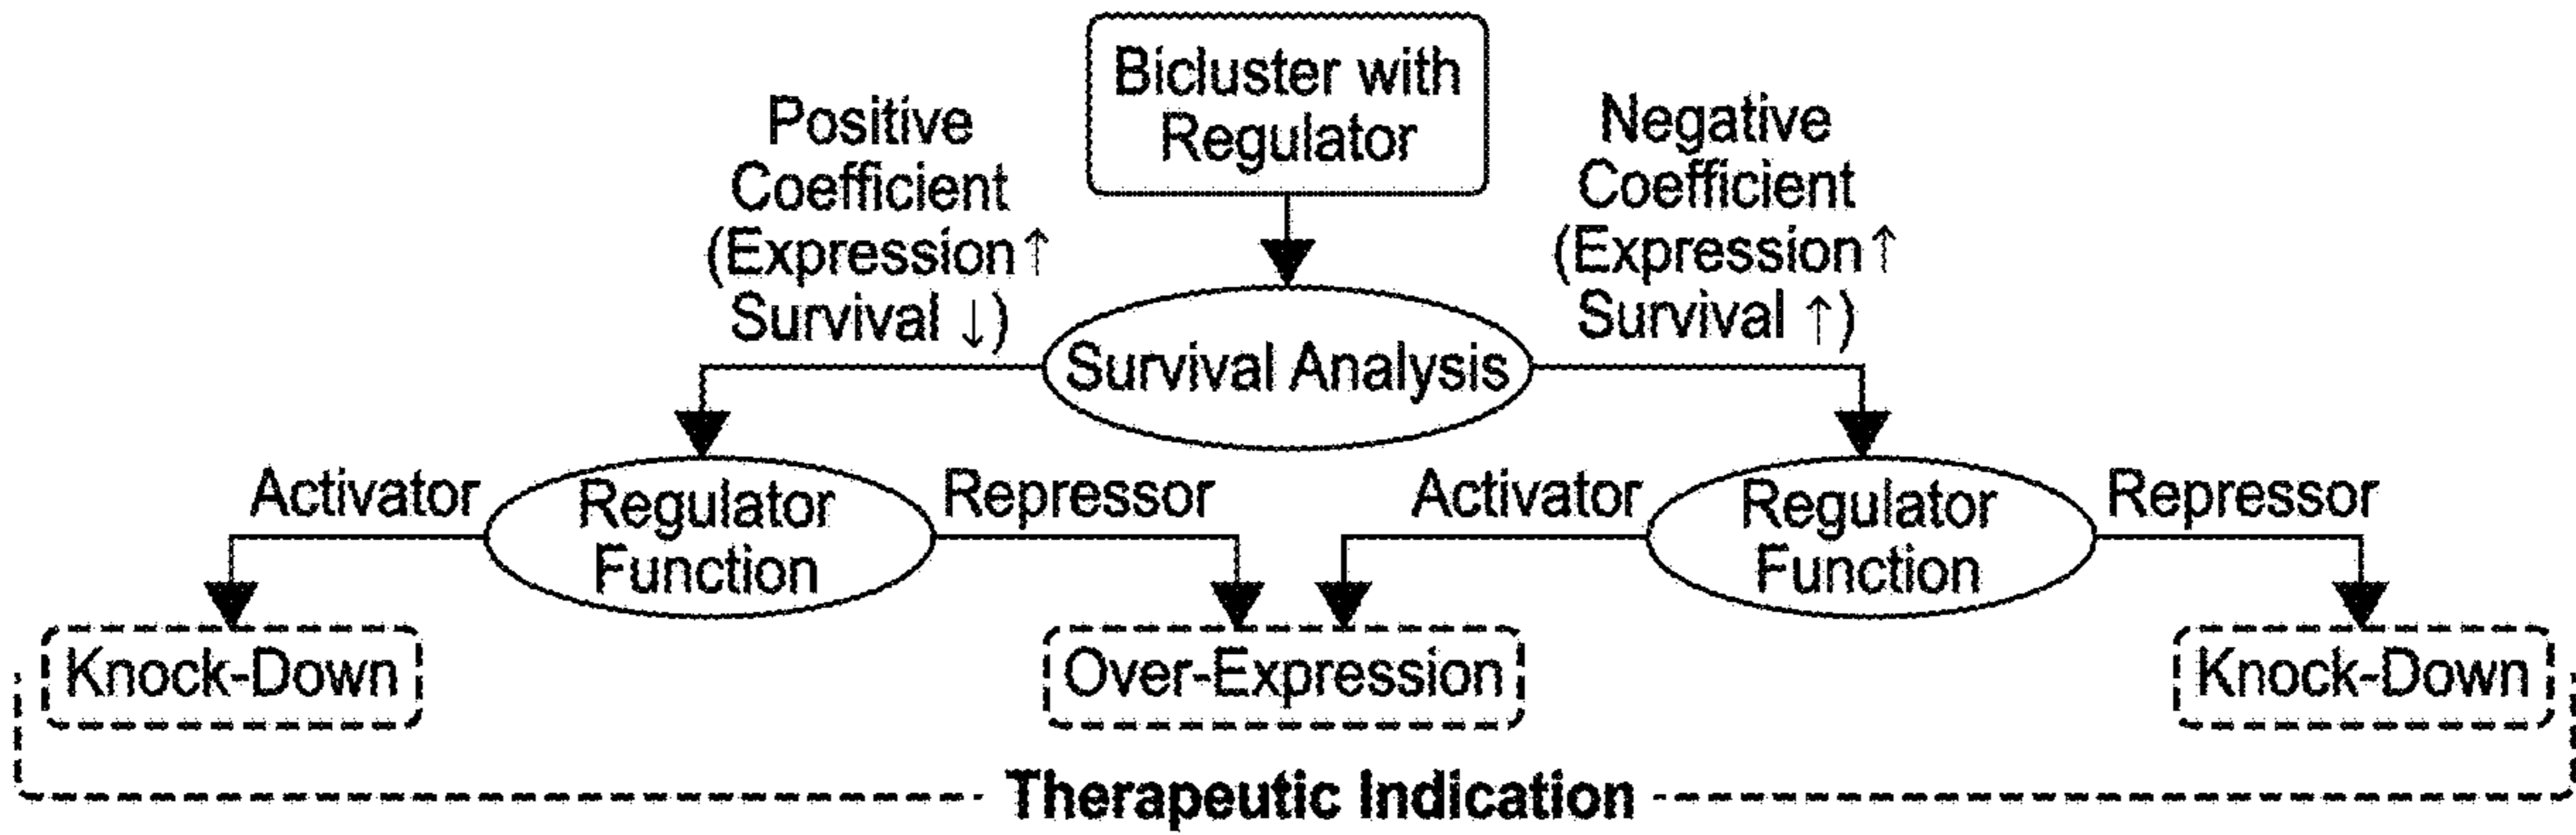 Bicluster with
Regulator
Positive
Coefficient
(Expression↑
Survival ↓)
Negative
Coefficient
(Expression↑
Survival ↑)
Survival Analysis
Activator
Regulator
Function
Repressor
Activator
Regulator
Function
Repressor
Knock-Down
Over-Expression
Knock-Down
Therapeutic Indication